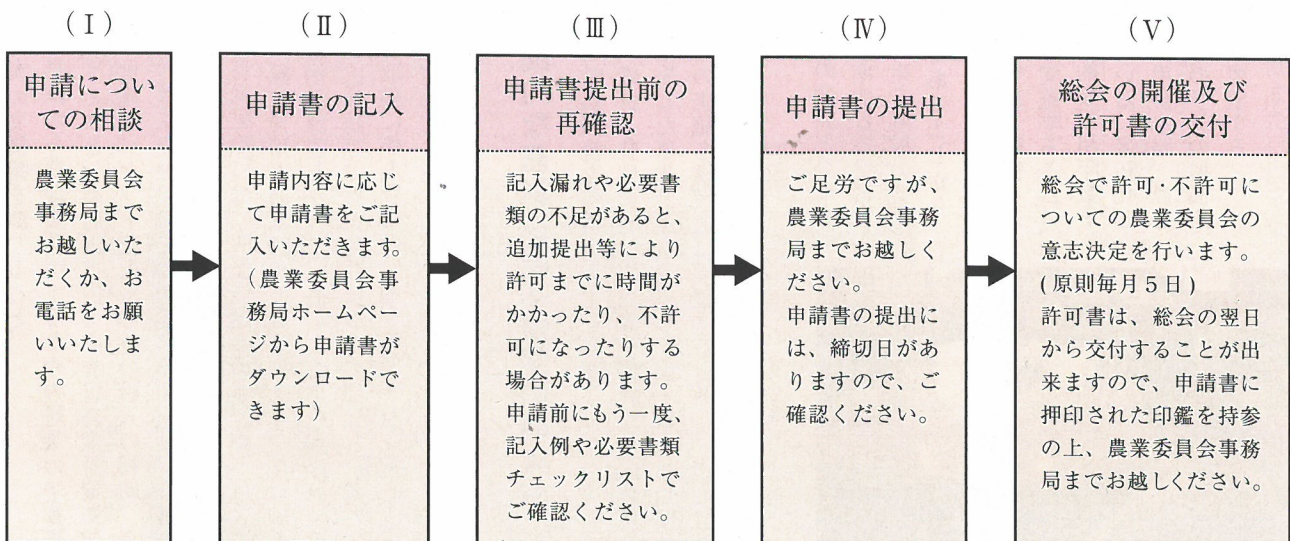 (Ⅰ)
申請につい
ての相談
農業委員会
事務局まで
お越しいた
だくか、お
電話をお願
いいたしま
す。
(Ⅱ)
申請書の記入
申請内容に応じ
て申請書をご記
入いただきます。
(農業委員会事
務局ホームペー
ジから申請書が
ダウンロードで
きます)
(Ⅲ)
申請書提出前の
再確認
記入漏れや必要書
類の不足があると、
追加提出等により
許可までに時間が
かかったり、不許
可になったりする
場合があります。
申請前にもう一度、
記入例や必要書類
チェックリストで
ご確認ください。
(Ⅳ)
申請書の提出
ご足労ですが、
農業委員会事務
局までお越しく
ださい。
申請書の提出に
は、締切日があ
りますので、ご
確認ください。
(Ⅴ)
総会の開催及び
許可書の交付
総会で許可・不許可に
ついての農業委員会の
意志決定を行います。
(原則毎月5日)
許可書は、総会の翌日
から交付することが出
来ますので、申請書に
押印された印鑑を持参
の上、農業委員会事務
局までお越しください。